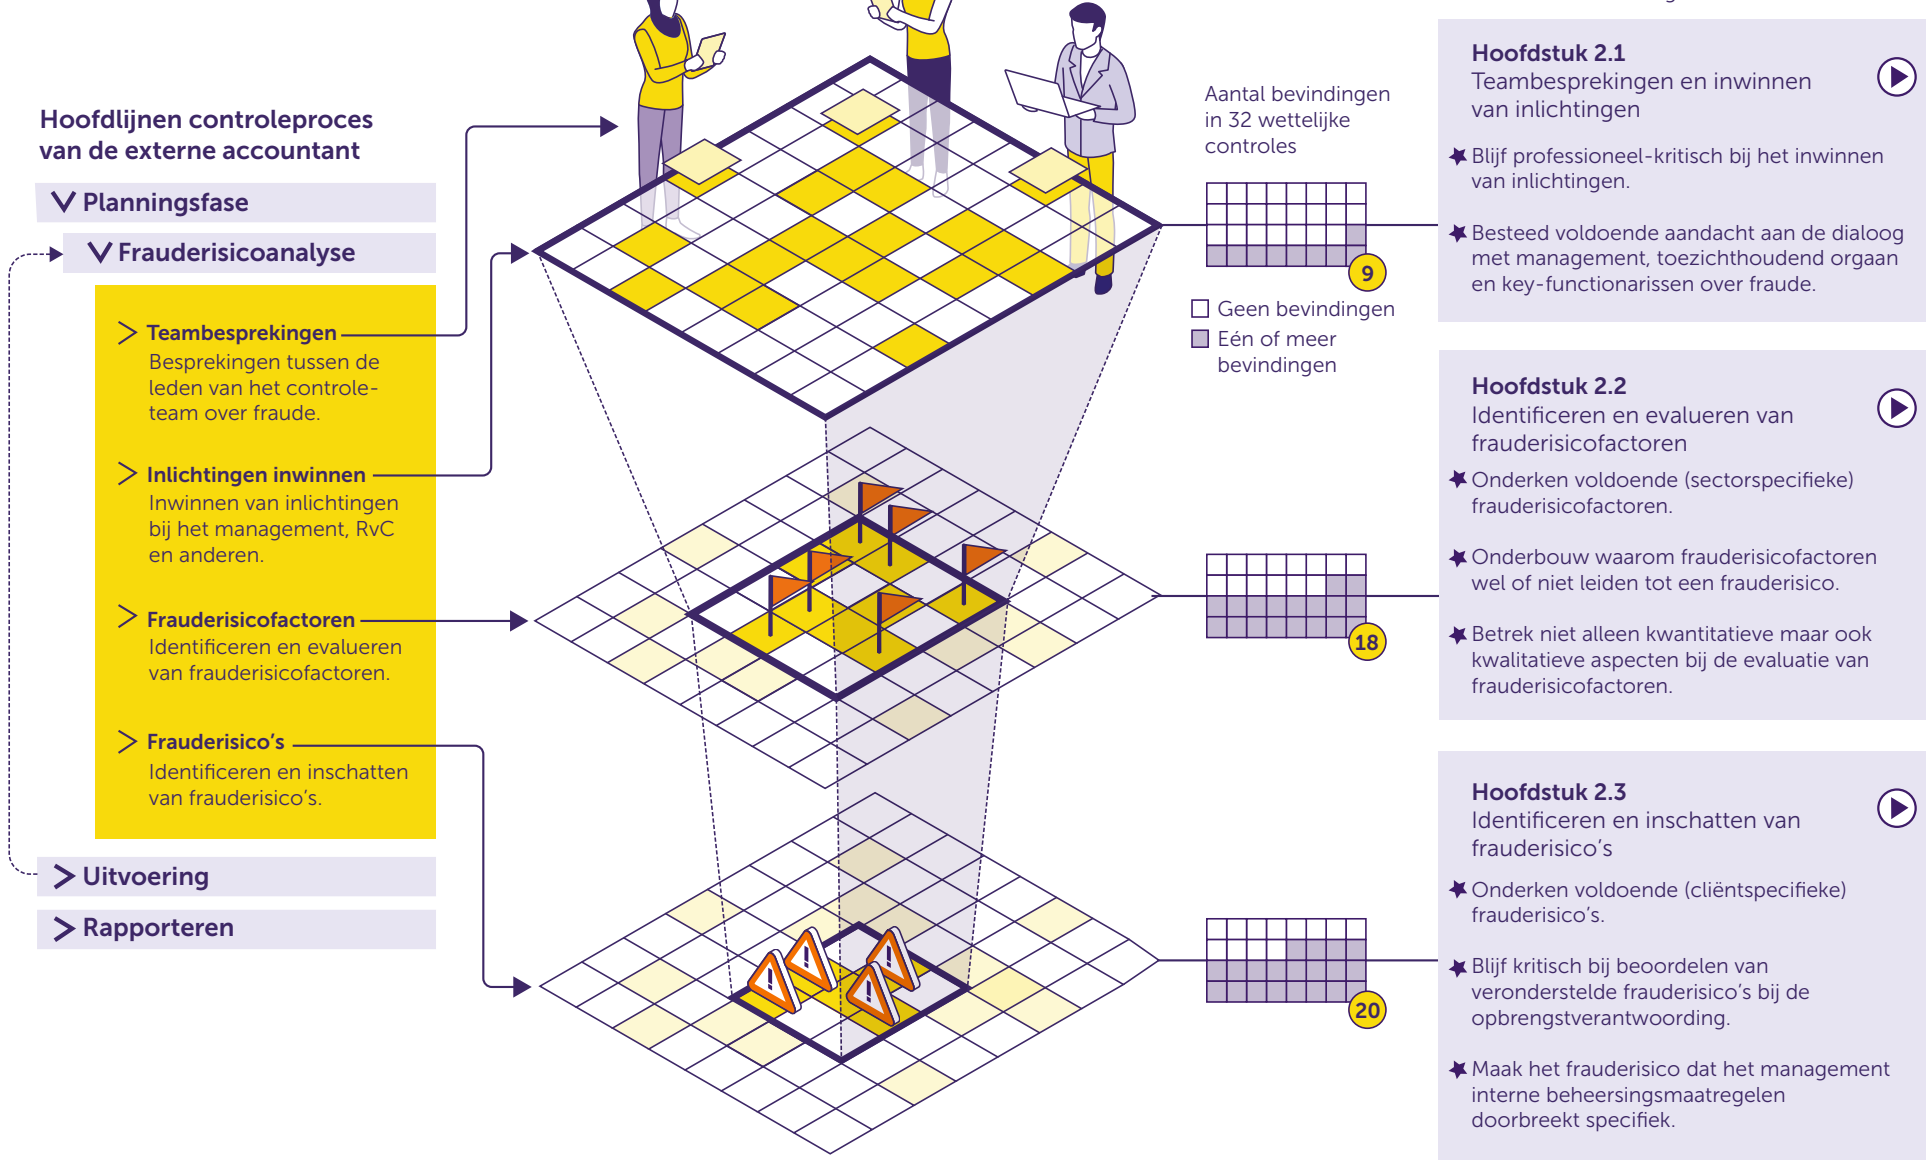 Hoofdlijnen controleproces
van de externe accountant
Planningsfase
Frauderisicoanalyse
Teambesprekingen
Besprekingen tussen de
leden van het controle-
team over fraude.
Inlichtingen inwinnen
Inwinnen van inlichtingen
bij het management, RvC
en anderen.
Frauderisicofactoren
Identificeren en evalueren
van frauderisicofactoren.
Frauderisico's
Identificeren en inschatten
van frauderisico's.
Uitvoering
Rapporteren
Aantal bevindingen
in 32 wettelijke
controles
9
Geen bevindingen
Eén of meer
bevindingen
18
20
Hoofdstuk 2.1
Teambesprekingen en inwinnen
van inlichtingen
Blijf professioneel-kritisch bij het inwinnen
van inlichtingen.
Besteed voldoende aandacht aan de dialoog
met management, toezichthoudend orgaan
en key-functionarissen over fraude.
Hoofdstuk 2.2
Identificeren en evalueren van
frauderisicofactoren
Onderken voldoende (sectorspecifieke)
frauderisicofactoren.
Onderbouw waarom frauderisicofactoren
wel of niet leiden tot een frauderisico.
Betrek niet alleen kwantitatieve maar ook
kwalitatieve aspecten bij de evaluatie van
frauderisicofactoren.
Hoofdstuk 2.3
Identificeren en inschatten van
frauderisico's
Onderken voldoende (cliëntspecifieke)
frauderisico's.
Blijf kritisch bij beoordelen van
veronderstelde frauderisico's bij de
opbrengstverantwoording.
Maak het frauderisico dat het management
interne beheersingsmaatregelen
doorbreekt specifiek.